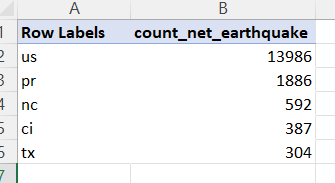 A B
1 Row Labels count_net_earthquake
2 us 13986
3 pr 1886
4 nc 592
5 ci 387
6 tx 304
7